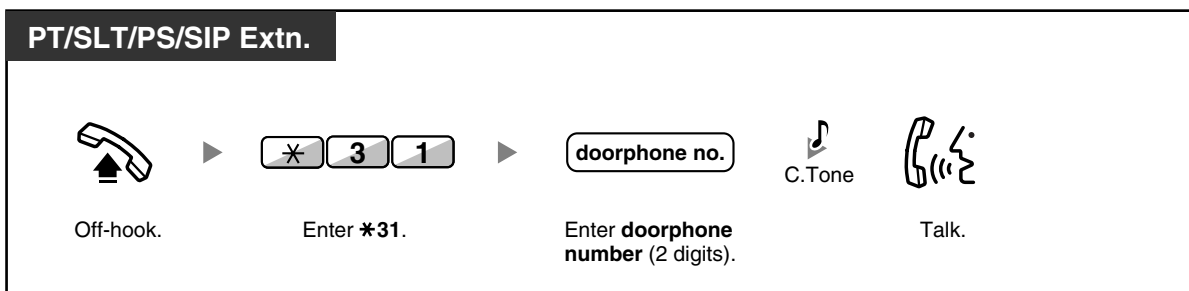 PT/SLT/PS/SIP Extn.
✱ 3 1
doorphone no.
C.Tone
Off-hook.
Enter ✱31.
Enter doorphone
number (2 digits).
Talk.